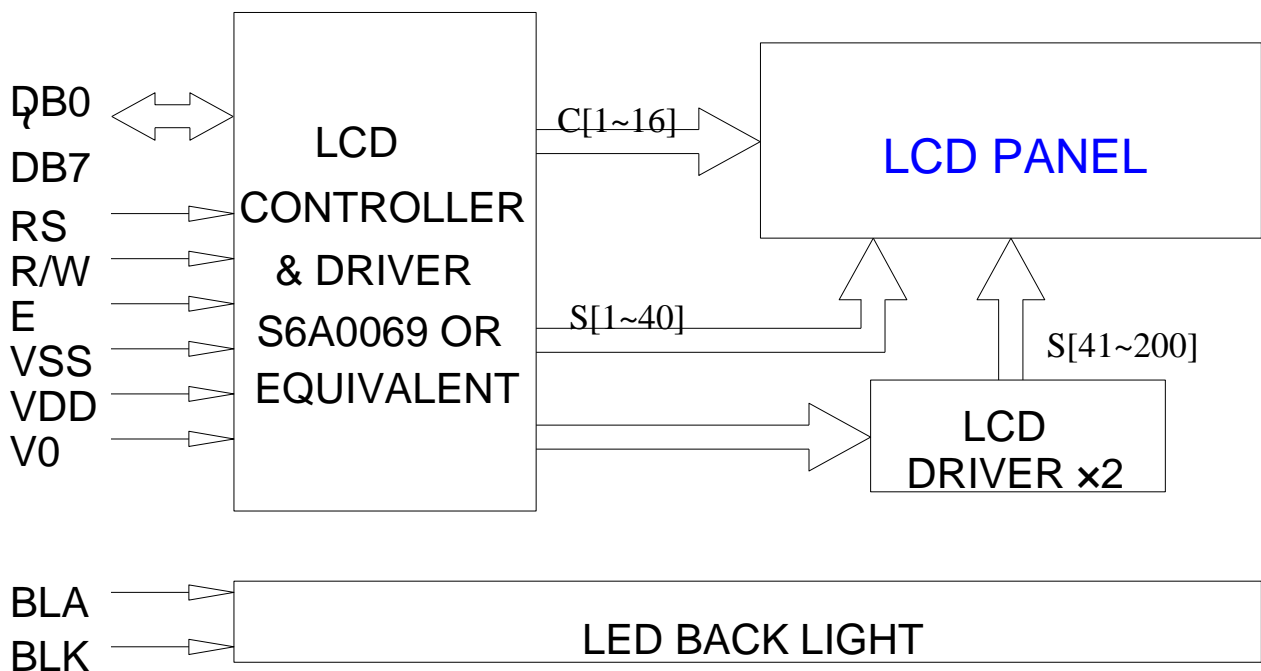 DB0
~
DB7
RS
R/W
E
VSS
VDD
V0
LCD
CONTROLLER
& DRIVER
S6A0069 OR
EQUIVALENT
C[1~16]
S[1~40]
LCD PANEL
S[41~200]
LCD
DRIVER ×2
BLA
BLK
LED BACK LIGHT